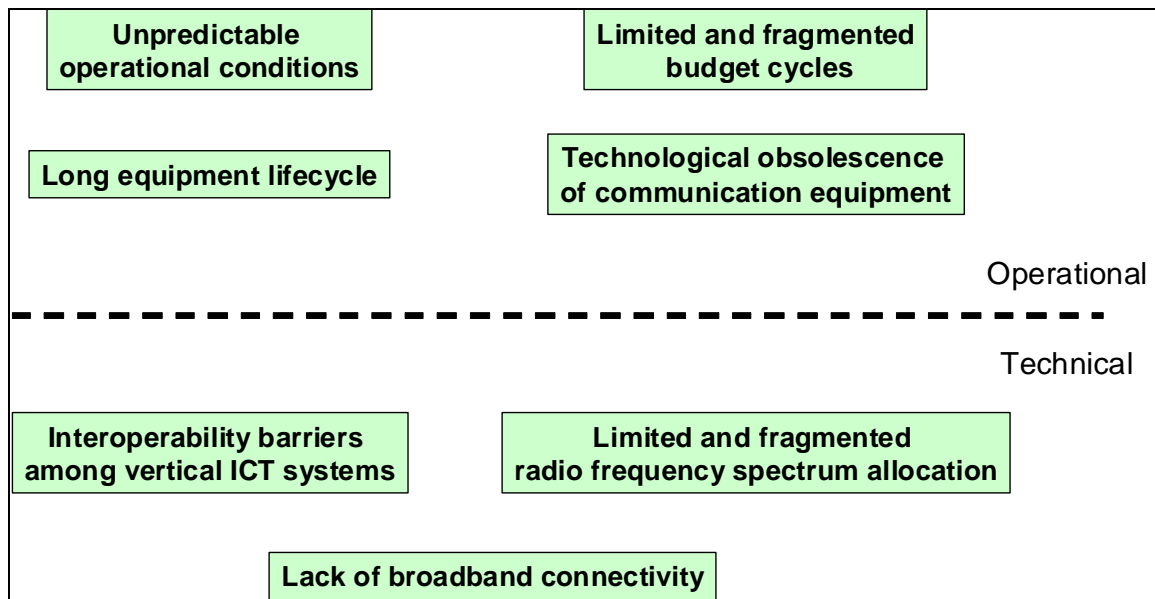 Unpredictable
operational conditions
Limited and fragmented
budget cycles
Long equipment lifecycle
Technological obsolescence
of communication equipment
Operational
Technical
Interoperability barriers
among vertical ICT systems
Limited and fragmented
radio frequency spectrum allocation
Lack of broadband connectivity